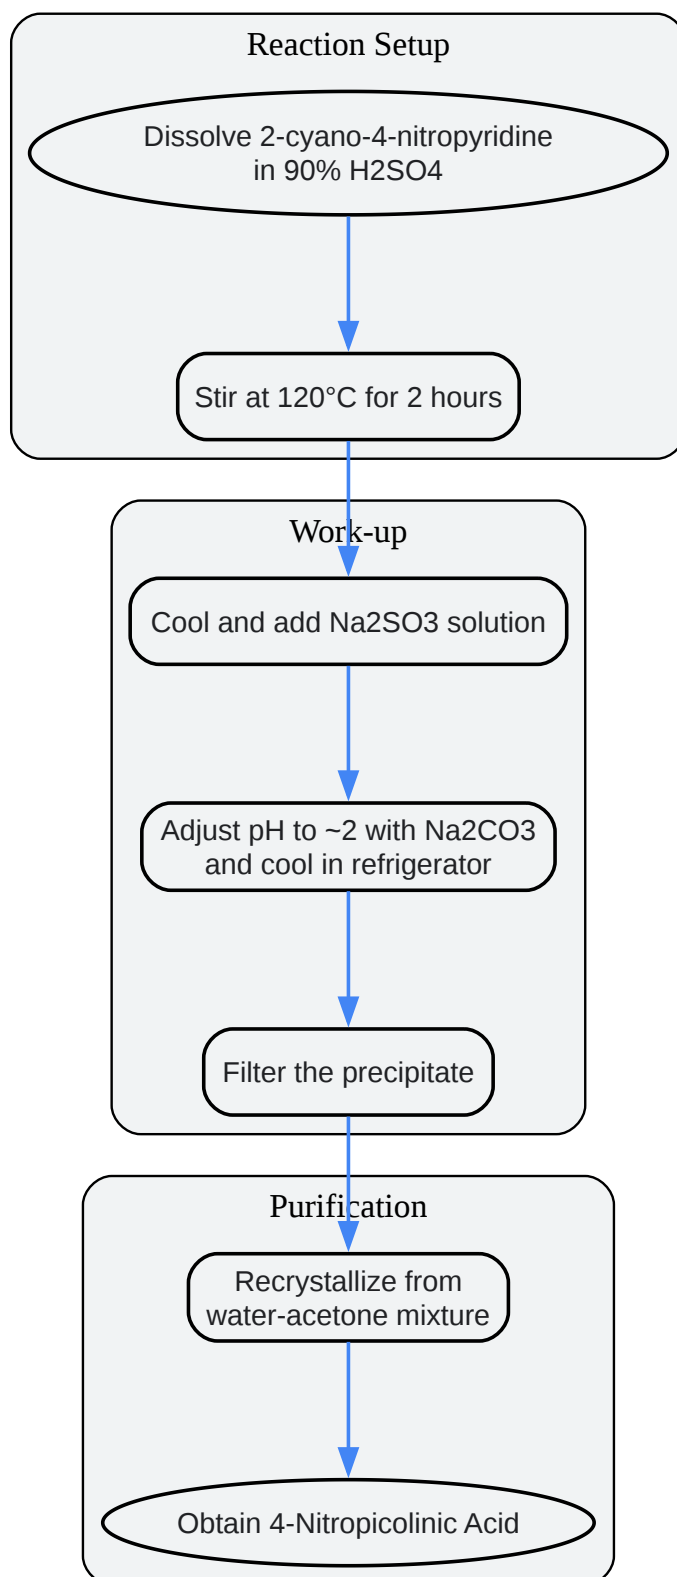 Reaction Setup
Dissolve 2-cyano-4-nitropyridine
in 90% H2SO4
Stir at 120°C for 2 hours
Work-up
Cool and add Na2SO3 solution
Adjust pH to ~2 with Na2CO3
and cool in refrigerator
Filter the precipitate
Purification
Recrystallize from
water-acetone mixture
Obtain 4-Nitropicolinic Acid